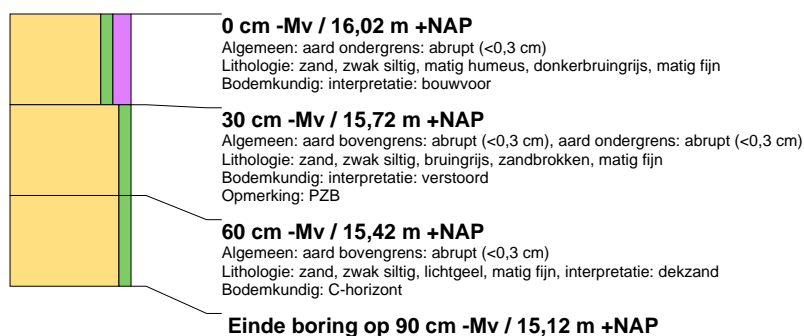 0 cm -Mv / 16,02 m +NAP
Algemeen: aard ondergrens: abrupt (<0,3 cm)
Lithologie: zand, zwak siltig, matig humeus, donkerbruingrijs, matig fijn
Bodemkundig: interpretatie: bouwvoor
30 cm -Mv / 15,72 m +NAP
Algemeen: aard bovengrens: abrupt (<0,3 cm), aard ondergrens: abrupt (<0,3 cm)
Lithologie: zand, zwak siltig, bruingrijs, zandbrokken, matig fijn
Bodemkundig: interpretatie: verstoord
Opmerking: PZB
60 cm -Mv / 15,42 m +NAP
Algemeen: aard bovengrens: abrupt (<0,3 cm)
Lithologie: zand, zwak siltig, lichtgeel, matig fijn, interpretatie: dekzand
Bodemkundig: C-horizont
Einde boring op 90 cm -Mv / 15,12 m +NAP